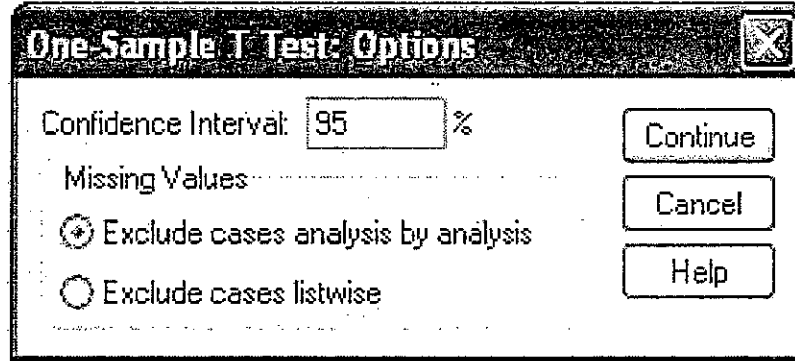 One-Sample T Test: Options
Confidence Interval: 95 %
Continue
Missing Values
Cancel
Exclude cases analysis by analysis
Help
Exclude cases listwise